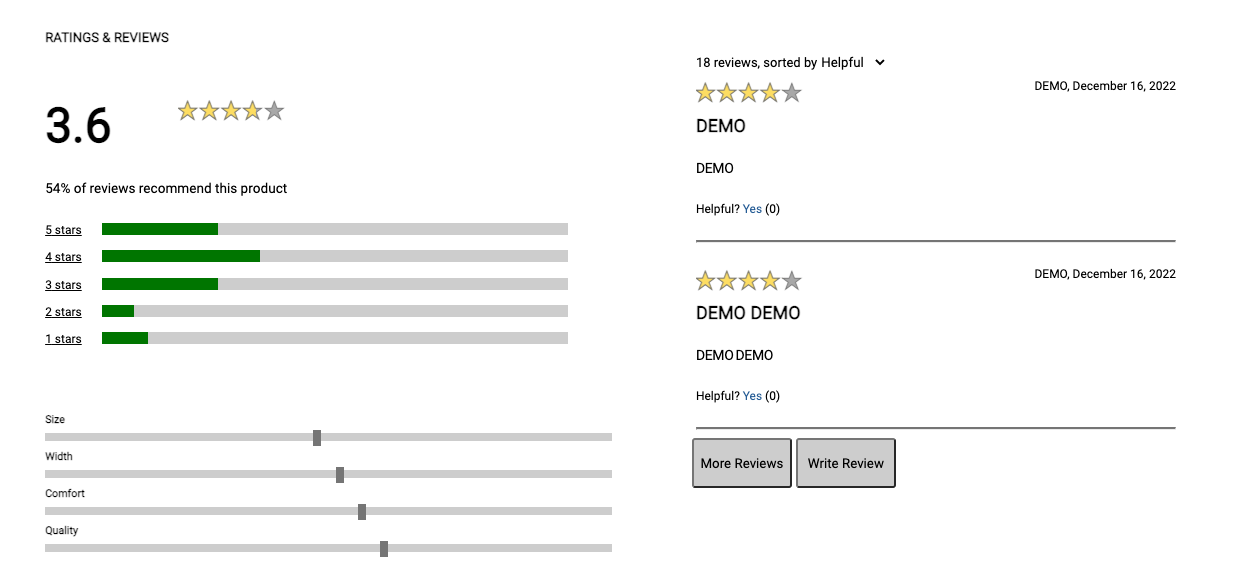 RATINGS & REVIEWS
3.6
54% of reviews recommend this product
5 stars
4 stars
3 stars
2 stars
1 stars
Size
Width
Comfort
Quality
18 reviews, sorted by Helpful
DEMO, December 16, 2022
DEMO
DEMO
Helpful? Yes (0)
DEMO, December 16, 2022
DEMO DEMO
DEMO DEMO
Helpful? Yes (0)
More Reviews Write Review